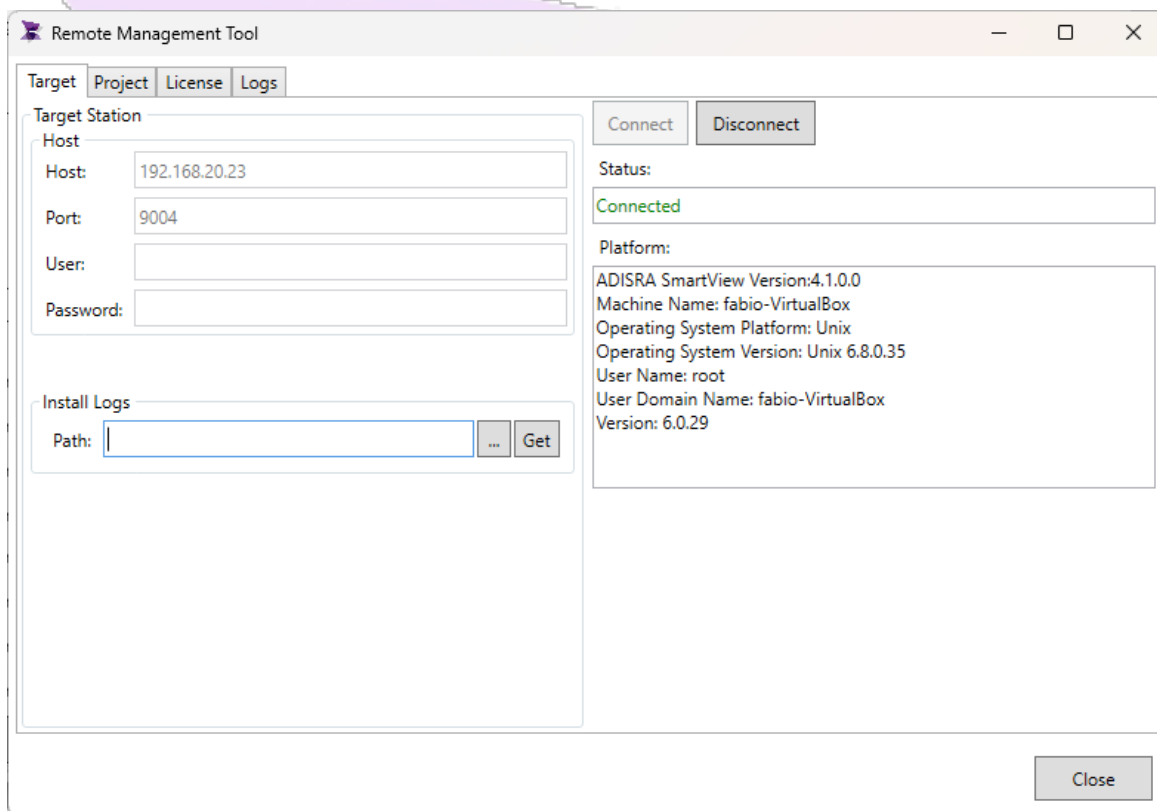 Remote Management Tool
Target Project License Logs
Target Station
Host
Host: 192.168.20.23
Port: 9004
User:
Password:
Install Logs
Path: ... Get
Connect Disconnect
Status:
Connected
Platform:
ADISRA SmartView Version:4.1.0.0
Machine Name: fabio-VirtualBox
Operating System Platform: Unix
Operating System Version: Unix 6.8.0.35
User Name: root
User Domain Name: fabio-VirtualBox
Version: 6.0.29
Close